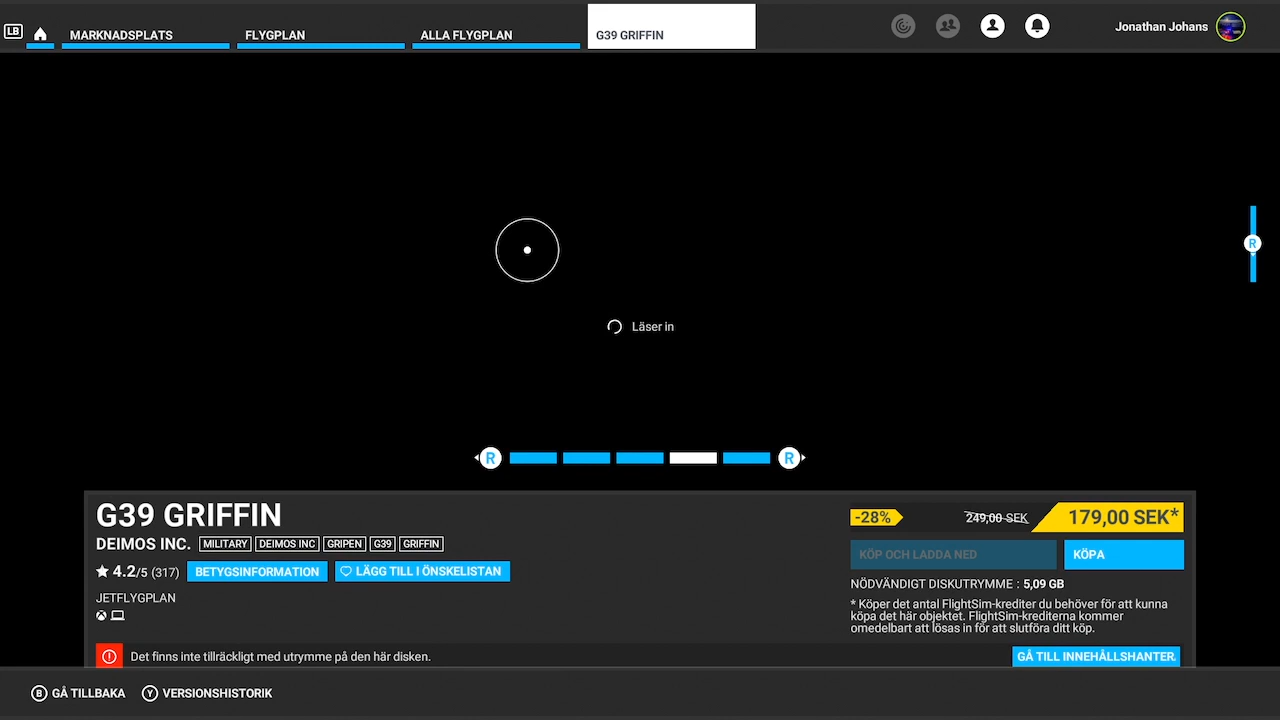 LB
MARKNADSPLATS
FLYGPLAN
ALLA FLYGPLAN
G39 GRIFFIN
Jonathan Johans
R
Läser in
R
R
G39 GRIFFIN
DEIMOS INC.
MILITARY
DEIMOS INC
GRIPEN
G39
GRIFFIN
4.2/5 (317)
BETYGSINFORMATION
LÄGG TILL I ÖNSKELISTAN
JETFLYGPLAN
-28%
249,00 SEK
179,00 SEK*
KÖP OCH LADDA NED
KÖPA
NÖDVÄNDIGT DISKUTRYMME : 5,09 GB
* Köper det antal FlightSim-krediter du behöver för att kunna
köpa det här objektet. FlightSim-krediterna kommer
omedelbart att lösas in för att slutföra ditt köp.
Det finns inte tillräckligt med utrymme på den här disken.
GÅ TILL INNEHÅLLSHANTER
B GÅ TILLBAKA
Y VERSIONSHISTORIK